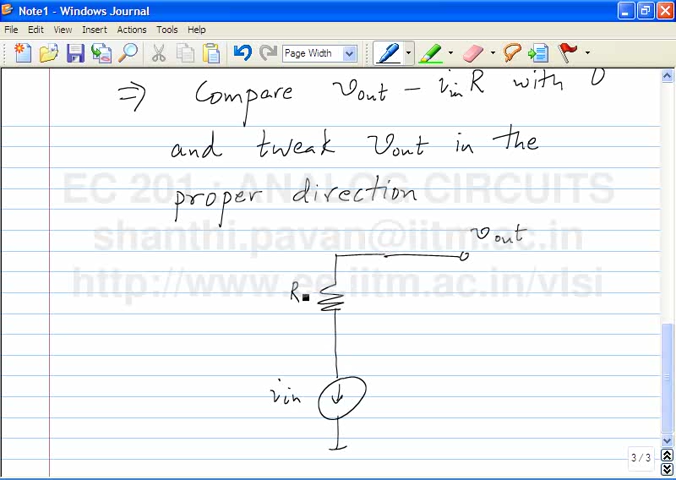 Note1 - Windows Journal
File Edit View Insert Actions Tools Help
Page Width
⇒ Compare Vout - iin R with 0
and tweak Vout in the
proper direction
EC 201 : ANALOG CIRCUITS
shanthi.pavan@iitm.ac.in
http://www.ee.iitm.ac.in/vlsi
Vout
R
iin
3 / 3